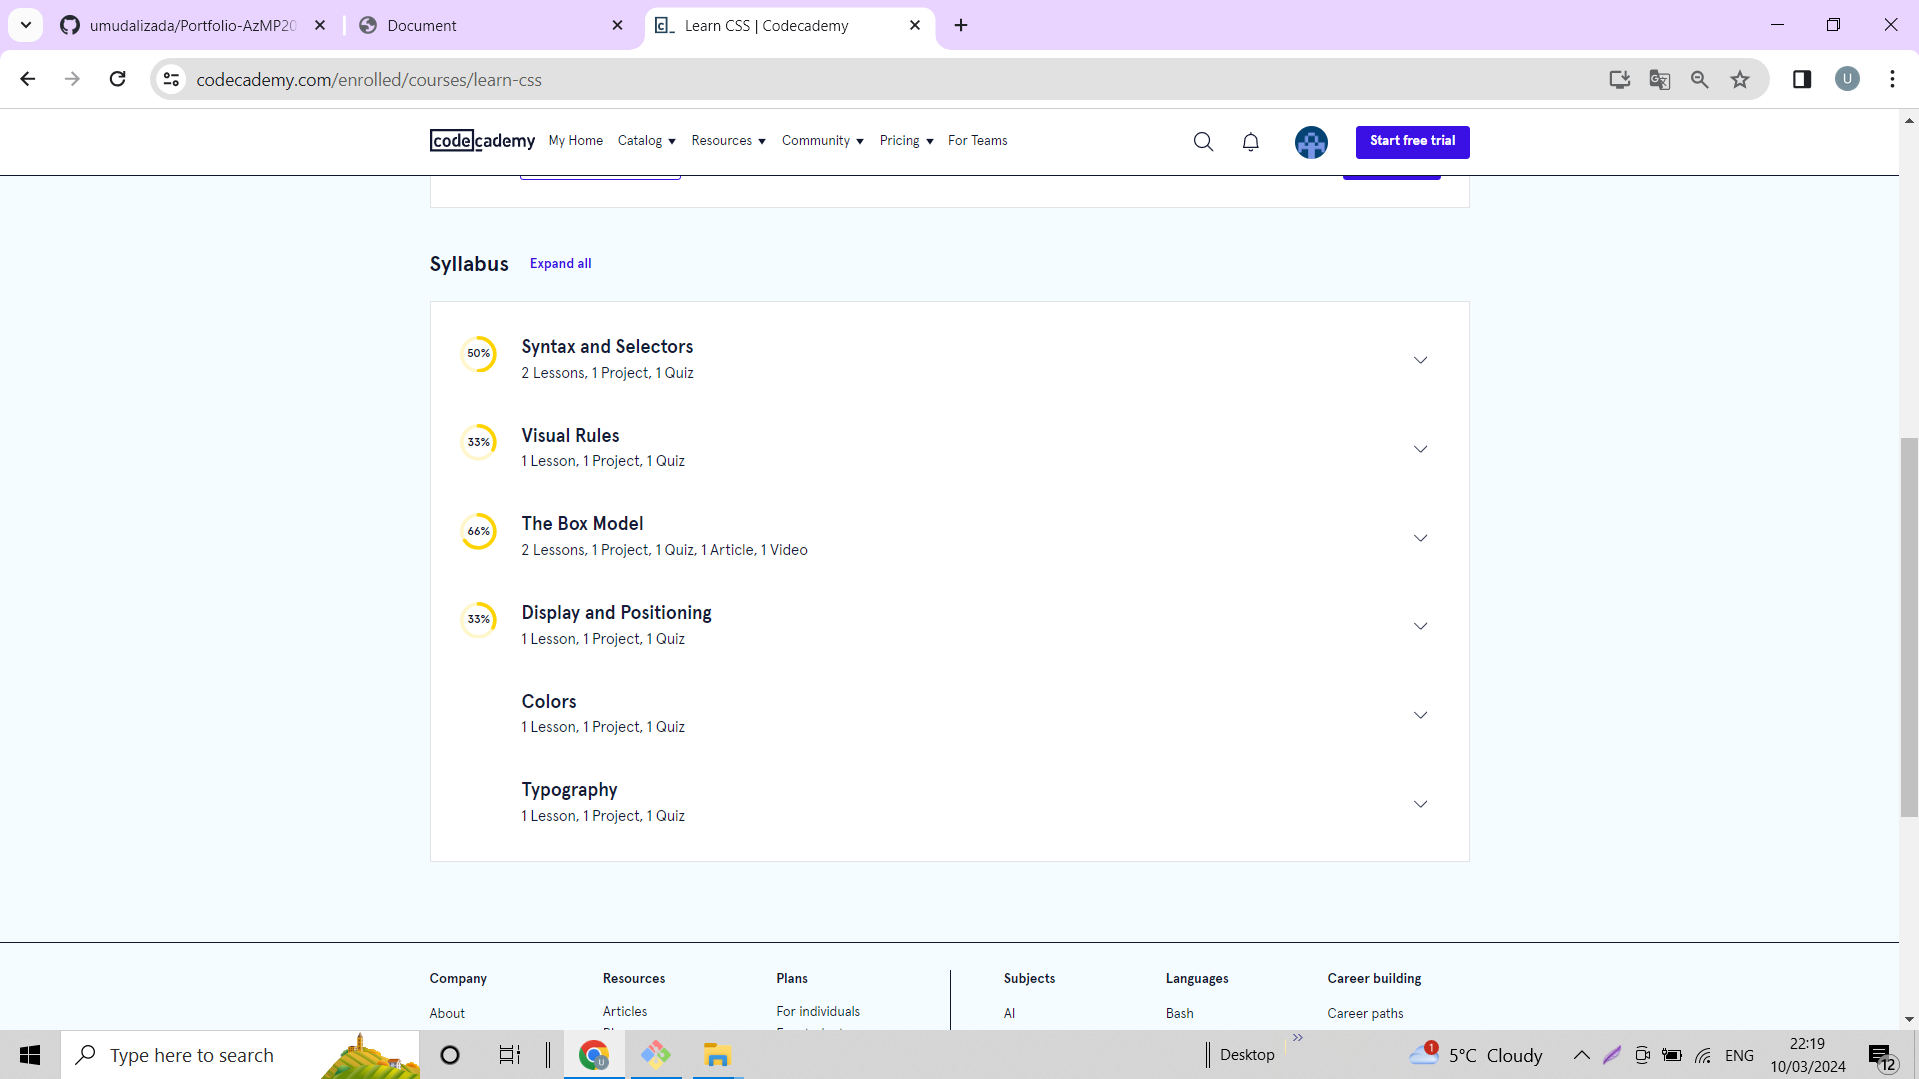 umudalizada/Portfolio-AzMP20
Document
Learn CSS | Codecademy
codecademy.com/enrolled/courses/learn-css
U
codecademy
My Home
Catalog
Resources
Community
Pricing
For Teams
Start free trial
Syllabus
Expand all
50%
Syntax and Selectors
2 Lessons, 1 Project, 1 Quiz
33%
Visual Rules
1 Lesson, 1 Project, 1 Quiz
66%
The Box Model
2 Lessons, 1 Project, 1 Quiz, 1 Article, 1 Video
33%
Display and Positioning
1 Lesson, 1 Project, 1 Quiz
Colors
1 Lesson, 1 Project, 1 Quiz
Typography
1 Lesson, 1 Project, 1 Quiz
Company
Resources
Plans
Subjects
Languages
Career building
About
Articles
For individuals
AI
Bash
Career paths
Type here to search
Desktop
1
5°C Cloudy
ENG
22:19
10/03/2024
12